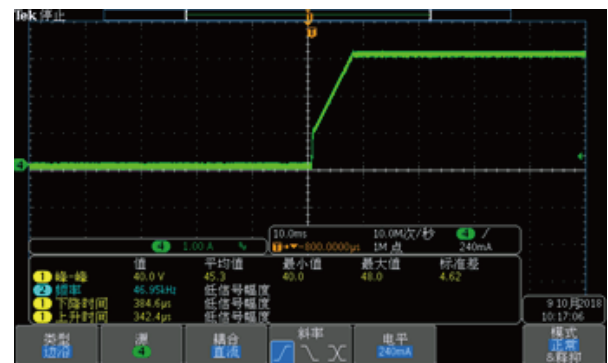 Tek 停止
T
4
4 1.00 A
10.0ms 10.0M次/秒 4
T→▼-800.0000µs 1M 点 240mA
值 平均值 最小值 最大值 标准差
1 峰-峰 40.0 V 45.3 40.0 48.0 4.62
2 频率 46.95kHz 低信号幅度
1 下降时间 384.6µs 低信号幅度
1 上升时间 342.4µs 低信号幅度
9 10月2018
10:17:06
类型 源 耦合 斜率 电平 模式
边沿 4 直流 240mA 正常
&释抑